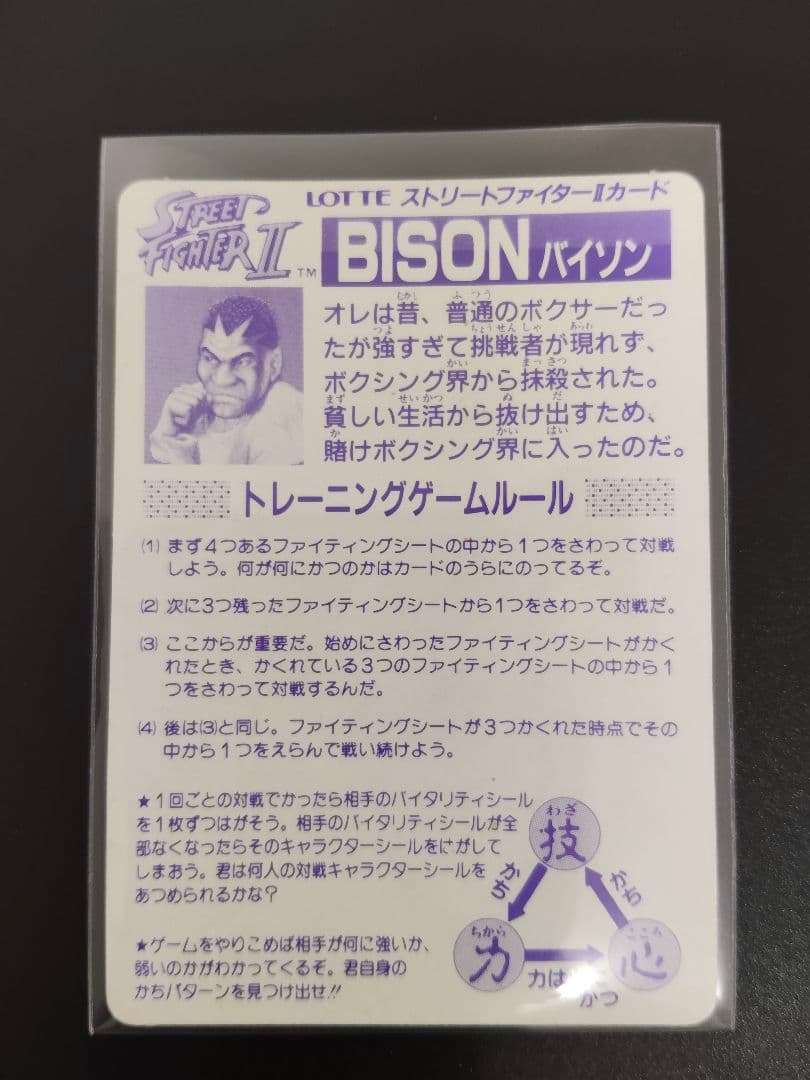 STREET FIGHTER II TM
LOTTE ストリートファイターIIカード
BISON バイソン
オレは昔、普通のボクサーだっ
たが強すぎて挑戦者が現れず、
ボクシング界から抹殺された。
貧しい生活から抜け出すため、
賭けボクシング界に入ったのだ。
トレーニングゲームルール
(1) まず4つあるファイティングシートの中から1つをさわって対戦
しよう。何が何にかつのかはカードのうらにのってるぞ。
(2) 次に3つ残ったファイティングシートから1つをさわって対戦だ。
(3) ここからが重要だ。始めにさわったファイティングシートがかく
れたとき、かくれている3つのファイティングシートの中から1
つをさわって対戦するんだ。
(4) 後は(3)と同じ。ファイティングシートが3つかくれた時点でその
中から1つをえらんで戦い続けよう。
★1回ごとの対戦でかったら相手のバイタリティシール
を1枚ずつはがそう。相手のバイタリティシールが全
部なくなったらそのキャラクターシールをにがして
しまおう。君は何人の対戦キャラクターシールを
あつめられるかな?
★ゲームをやりこめば相手が何に強いか、
弱いのかがわかってくるぞ。君自身の
かちパターンを見つけ出せ!!
わざ
技
かち
かち
ちから
力
こころ
心
力は
かつ